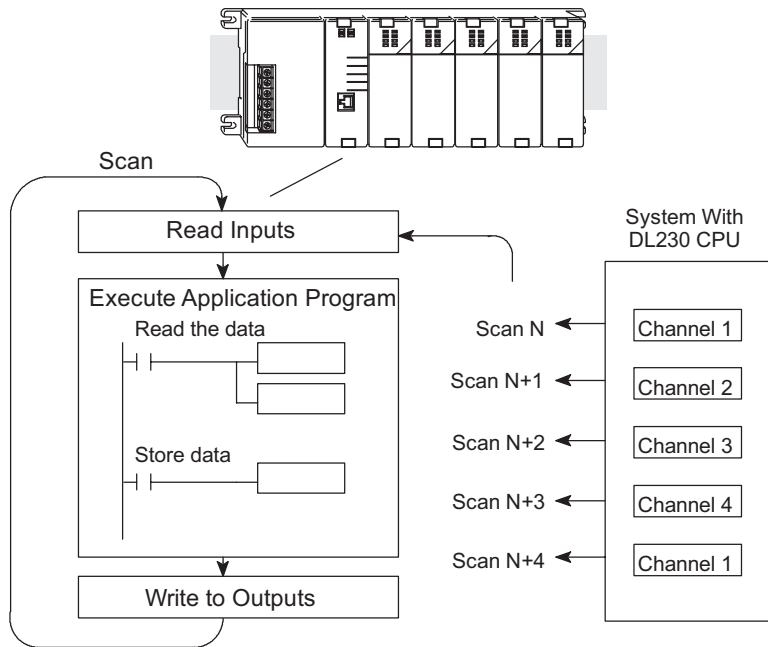 Scan
Read Inputs
Execute Application Program
Read the data
Store data
Write to Outputs
System With
DL230 CPU
Scan N
Channel 1
Scan N+1
Channel 2
Scan N+2
Channel 3
Scan N+3
Channel 4
Scan N+4
Channel 1